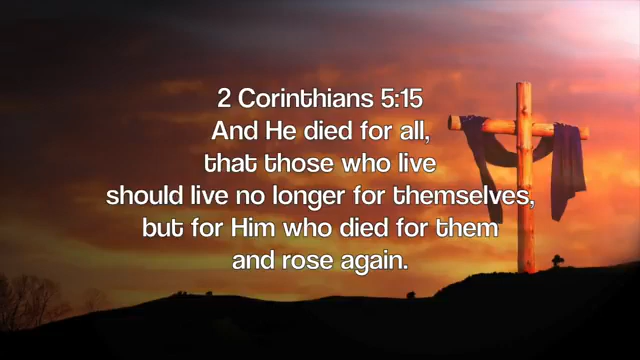 2 Corinthians 5:15
And He died for all,
that those who live
should live no longer for themselves,
but for Him who died for them
and rose again.